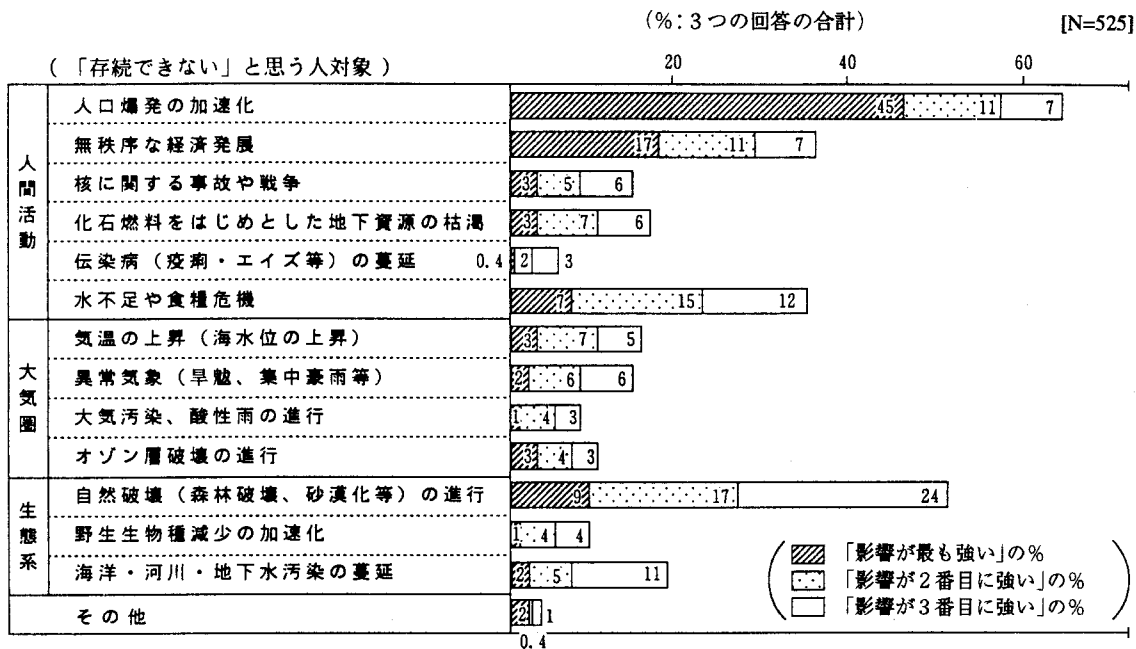 (%:3つの回答の合計)
[N=525]
(「存続できない」と思う人対象)
20 40 60
人間活動
人口爆発の加速化 45 11 7
無秩序な経済発展 17 11 7
核に関する事故や戦争 3 5 6
化石燃料をはじめとした地下資源の枯渇 3 7 6
伝染病(疫痢・エイズ等)の蔓延 0.4 2 3
水不足や食糧危機 7 15 12
大気圏
気温の上昇(海水位の上昇) 3 7 5
異常気象(旱魃、集中豪雨等) 2 6 6
大気汚染、酸性雨の進行 1 4 3
オゾン層破壊の進行 3 4 3
生態系
自然破壊(森林破壊、砂漠化等)の進行 9 17 24
野生生物種減少の加速化 1 4 4
海洋・河川・地下水汚染の蔓延 2 5 11
その他 2 1
0.4
「影響が最も強い」の%
「影響が2番目に強い」の%
「影響が3番目に強い」の%